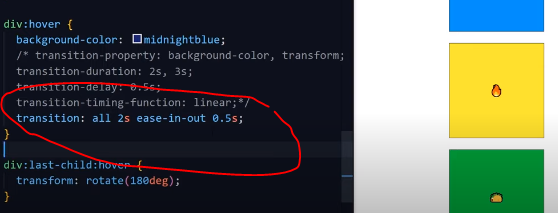 div:hover {
background-color: midnightblue;
/* transition-property: background-color, transform;
transition-duration: 2s, 3s;
transition-delay: 0.5s;
transition-timing-function: linear;*/
transition: all 2s ease-in-out 0.5s;
}
div:last-child:hover {
transform: rotate(180deg);
}